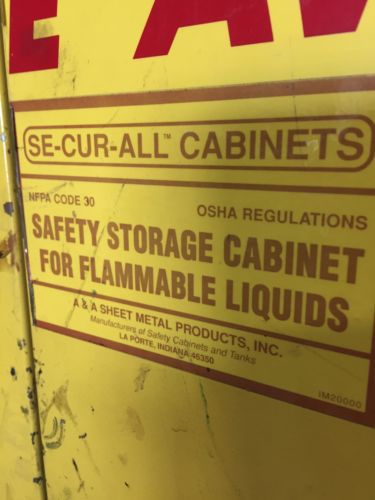 SE-CUR-ALL™ CABINETS
NFPA CODE 30 OSHA REGULATIONS
SAFETY STORAGE CABINET
FOR FLAMMABLE LIQUIDS
A & A SHEET METAL PRODUCTS, INC.
Manufacturers of Safety Cabinets and Tanks
LA PORTE, INDIANA 46350
IM20000